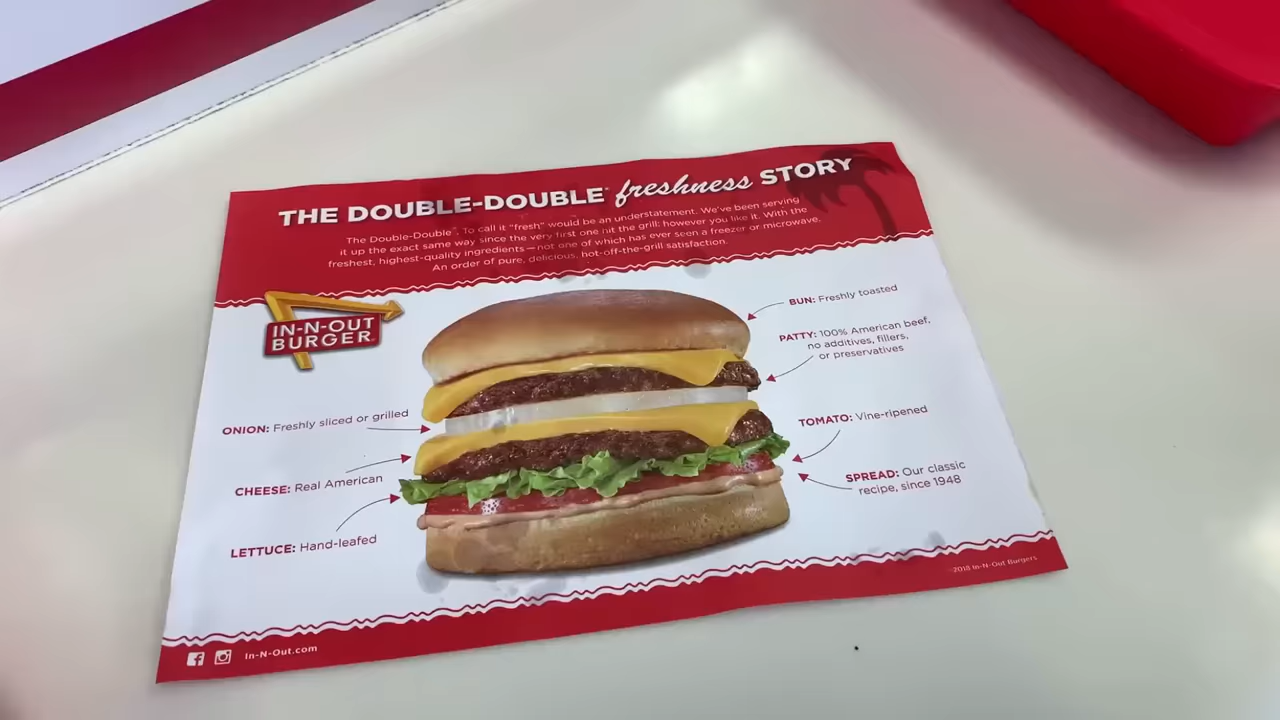 THE DOUBLE-DOUBLE® freshness STORY
The Double-Double®. To call it "fresh" would be an understatement. We've been serving
it up the exact same way since the very first one hit the grill: however you like it. With the
freshest, highest-quality ingredients—not one of which has ever seen a freezer or microwave.
An order of pure, delicious, hot-off-the-grill satisfaction.
IN-N-OUT
BURGER®
BUN: Freshly toasted
PATTY: 100% American beef,
no additives, fillers,
or preservatives
ONION: Freshly sliced or grilled
TOMATO: Vine-ripened
CHEESE: Real American
SPREAD: Our classic
recipe, since 1948
LETTUCE: Hand-leafed
©2018 In-N-Out Burgers
In-N-Out.com